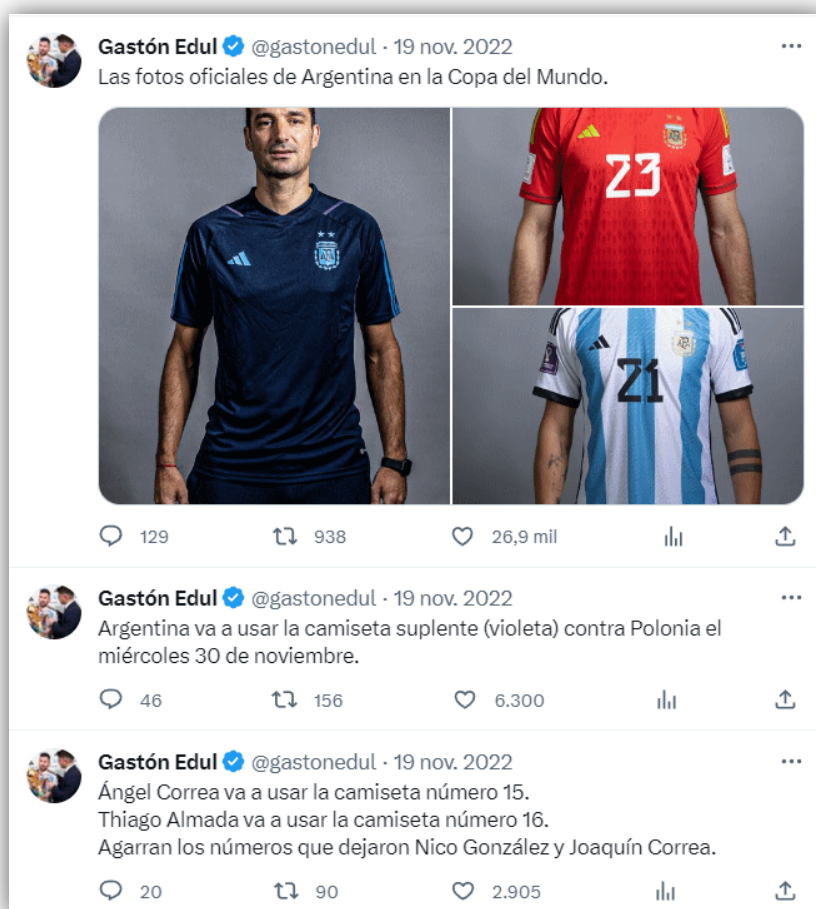 Gastón Edul @gastonedul · 19 nov. 2022
Las fotos oficiales de Argentina en la Copa del Mundo.
23
21
129 938 26,9 mil
Gastón Edul @gastonedul · 19 nov. 2022
Argentina va a usar la camiseta suplente (violeta) contra Polonia el
miércoles 30 de noviembre.
46 156 6.300
Gastón Edul @gastonedul · 19 nov. 2022
Ángel Correa va a usar la camiseta número 15.
Thiago Almada va a usar la camiseta número 16.
Agarran los números que dejaron Nico González y Joaquín Correa.
20 90 2.905